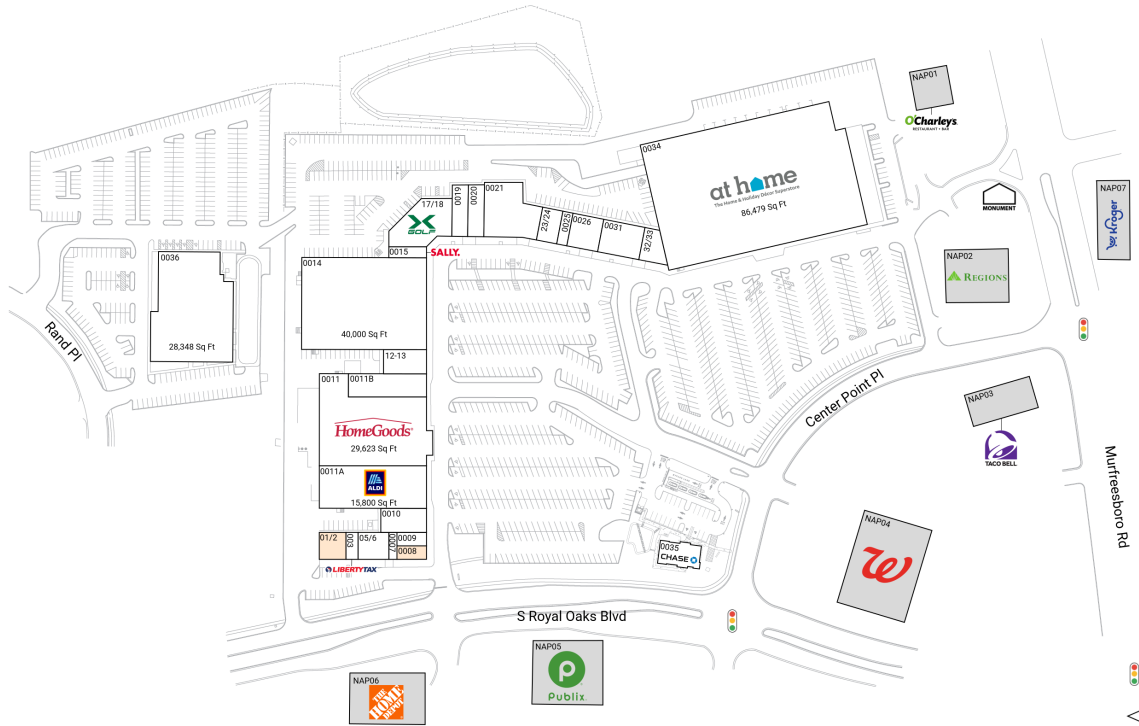 NAP01
O'Charleys
RESTAURANT + BAR
0034
at home
The Home & Holiday Décor Superstore
86,479 Sq Ft
NAP07
Kroger
MONUMENT
17/18
X
GOLF
0019
0020
0021
23/24
0025
0026
0031
32/33
0015
SALLY.
0036
28,348 Sq Ft
0014
40,000 Sq Ft
NAP02
REGIONS
Rand Pl
12-13
0011
0011B
HomeGoods
29,623 Sq Ft
Center Point Pl
NAP03
TACO BELL
0011A
ALDI
15,800 Sq Ft
0010
01/2
003
05/6
0007
0009
0008
LIBERTYTAX
0035
CHASE
NAP04
W
Murfreesboro Rd
S Royal Oaks Blvd
NAP05
P
Publix
NAP06
THE
HOME
DEPOT